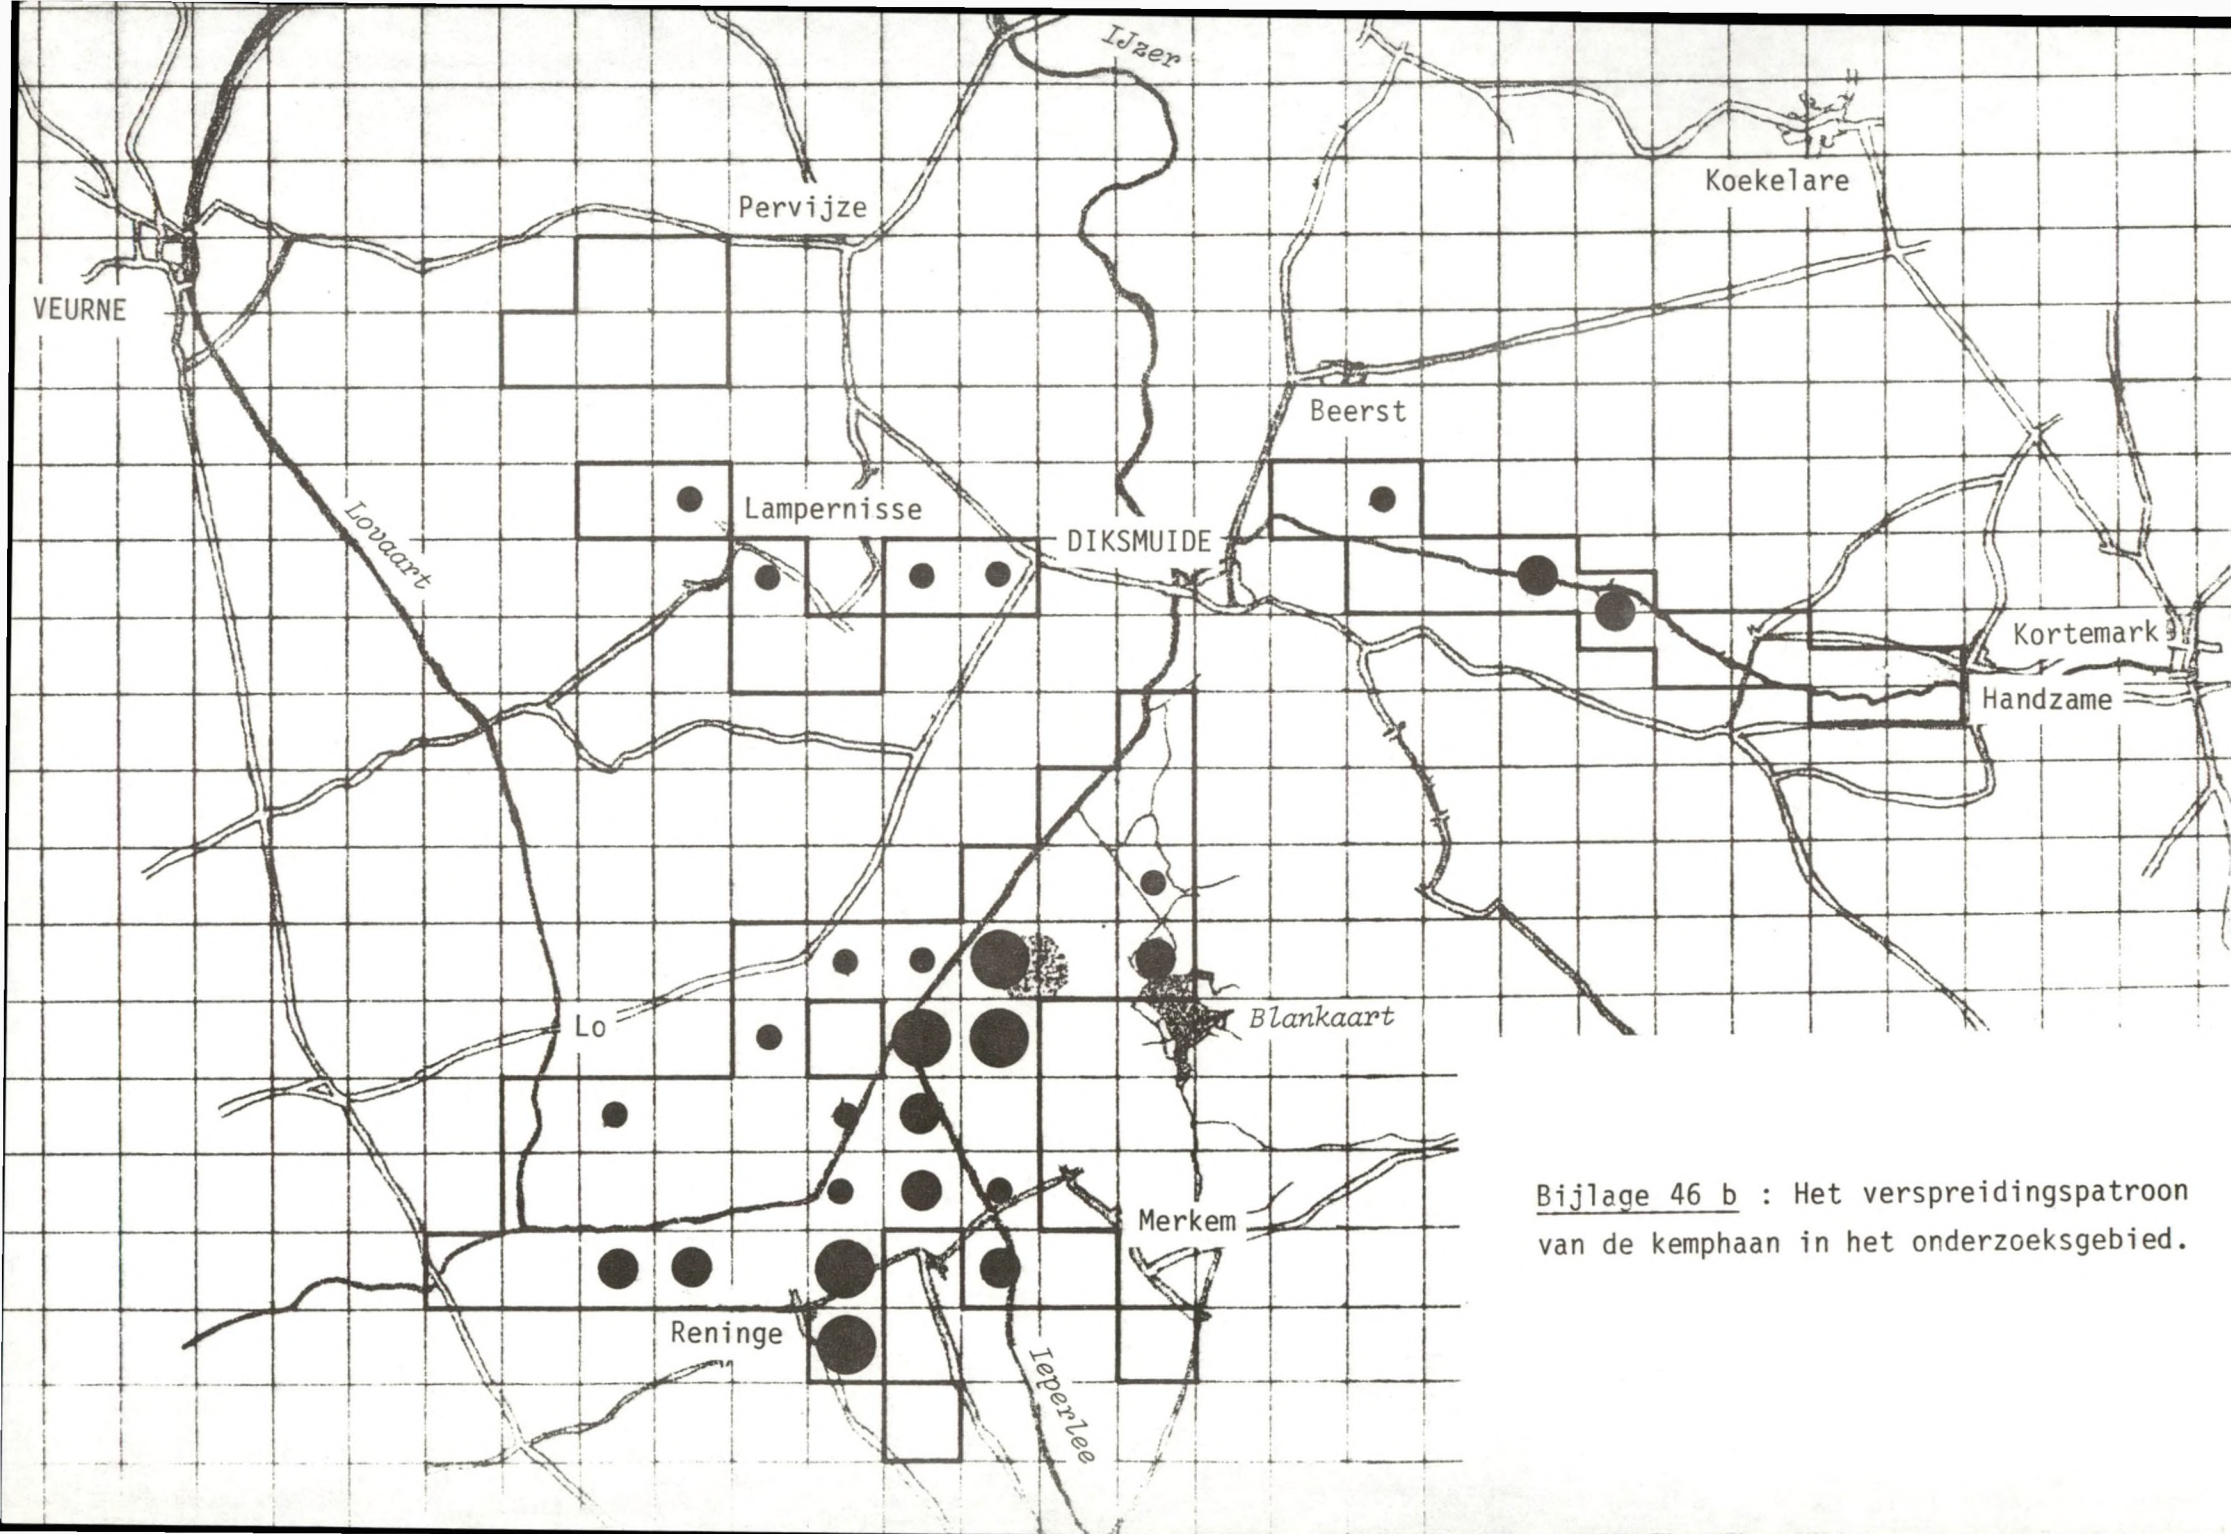 IJzer
Koekelare
Pervijze
VEURNE
Beerst
Lovaart
Lampernisse
DIKSMUIDE
Kortemark
Handzame
Lo
Blankaart
Merkem
Reninge
Ieperlee
Bijlage 46 b : Het verspreidingspatroon
van de kemphaan in het onderzoeksgebied.